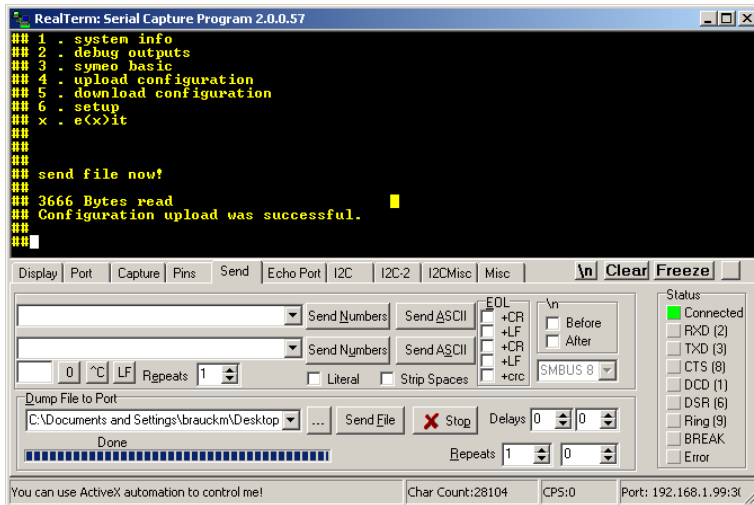 RealTerm: Serial Capture Program 2.0.0.57
## 1 . system info
## 2 . debug outputs
## 3 . symeo basic
## 4 . upload configuration
## 5 . download configuration
## 6 . setup
## x . e(x)it
##
##
##
## send file now!
##
## 3666 Bytes read
## Configuration upload was successful.
##
##
Display Port Capture Pins Send Echo Port I2C I2C-2 I2CMisc Misc \n Clear Freeze
EOL \n Status
Send Numbers Send ASCII +CR Before Connected
+LF After RXD (2)
Send Numbers Send ASCII +CR TXD (3)
+LF CTS (8)
0 ^C LF Repeats 1 Literal Strip Spaces +crc SMBUS 8 DCD (1)
Dump File to Port DSR (6)
C:\Documents and Settings\brauckm\Desktop ... Send File Stop Delays 0 0 Ring (9)
Done BREAK
Repeats 1 0 Error
You can use ActiveX automation to control me! Char Count:28104 CPS:0 Port: 192.168.1.99:3(